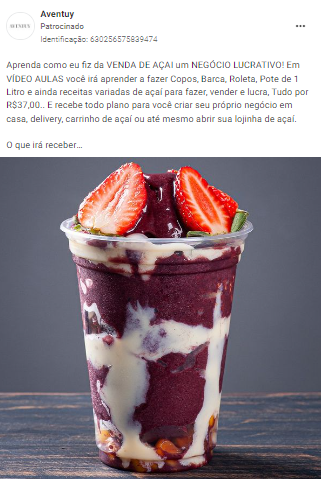 Aventuy
Patrocinado
Identificação: 630256575839474
Aprenda como eu fiz da VENDA DE AÇAI um NEGÓCIO LUCRATIVO! Em
VÍDEO AULAS você irá aprender a fazer Copos, Barca, Roleta, Pote de 1
Litro e ainda receitas variadas de açaí para fazer, vender e lucra, Tudo por
R$37,00.. E recebe todo plano para você criar seu próprio negócio em
casa, delivery, carrinho de açaí ou até mesmo abrir sua lojinha de açaí.
O que irá receber...